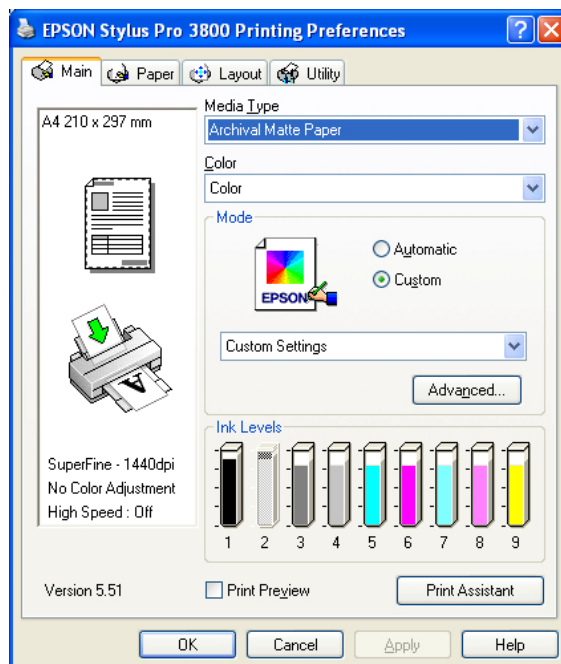 EPSON Stylus Pro 3800 Printing Preferences
Main
Paper
Layout
Utility
A4 210 x 297 mm
Media Type
Archival Matte Paper
Color
Color
Mode
EPSON
Automatic
Custom
Custom Settings
Advanced...
Ink Levels
1 2 3 4 5 6 7 8 9
A
SuperFine - 1440dpi
No Color Adjustment
High Speed : Off
Version 5.51
Print Preview
Print Assistant
OK
Cancel
Apply
Help